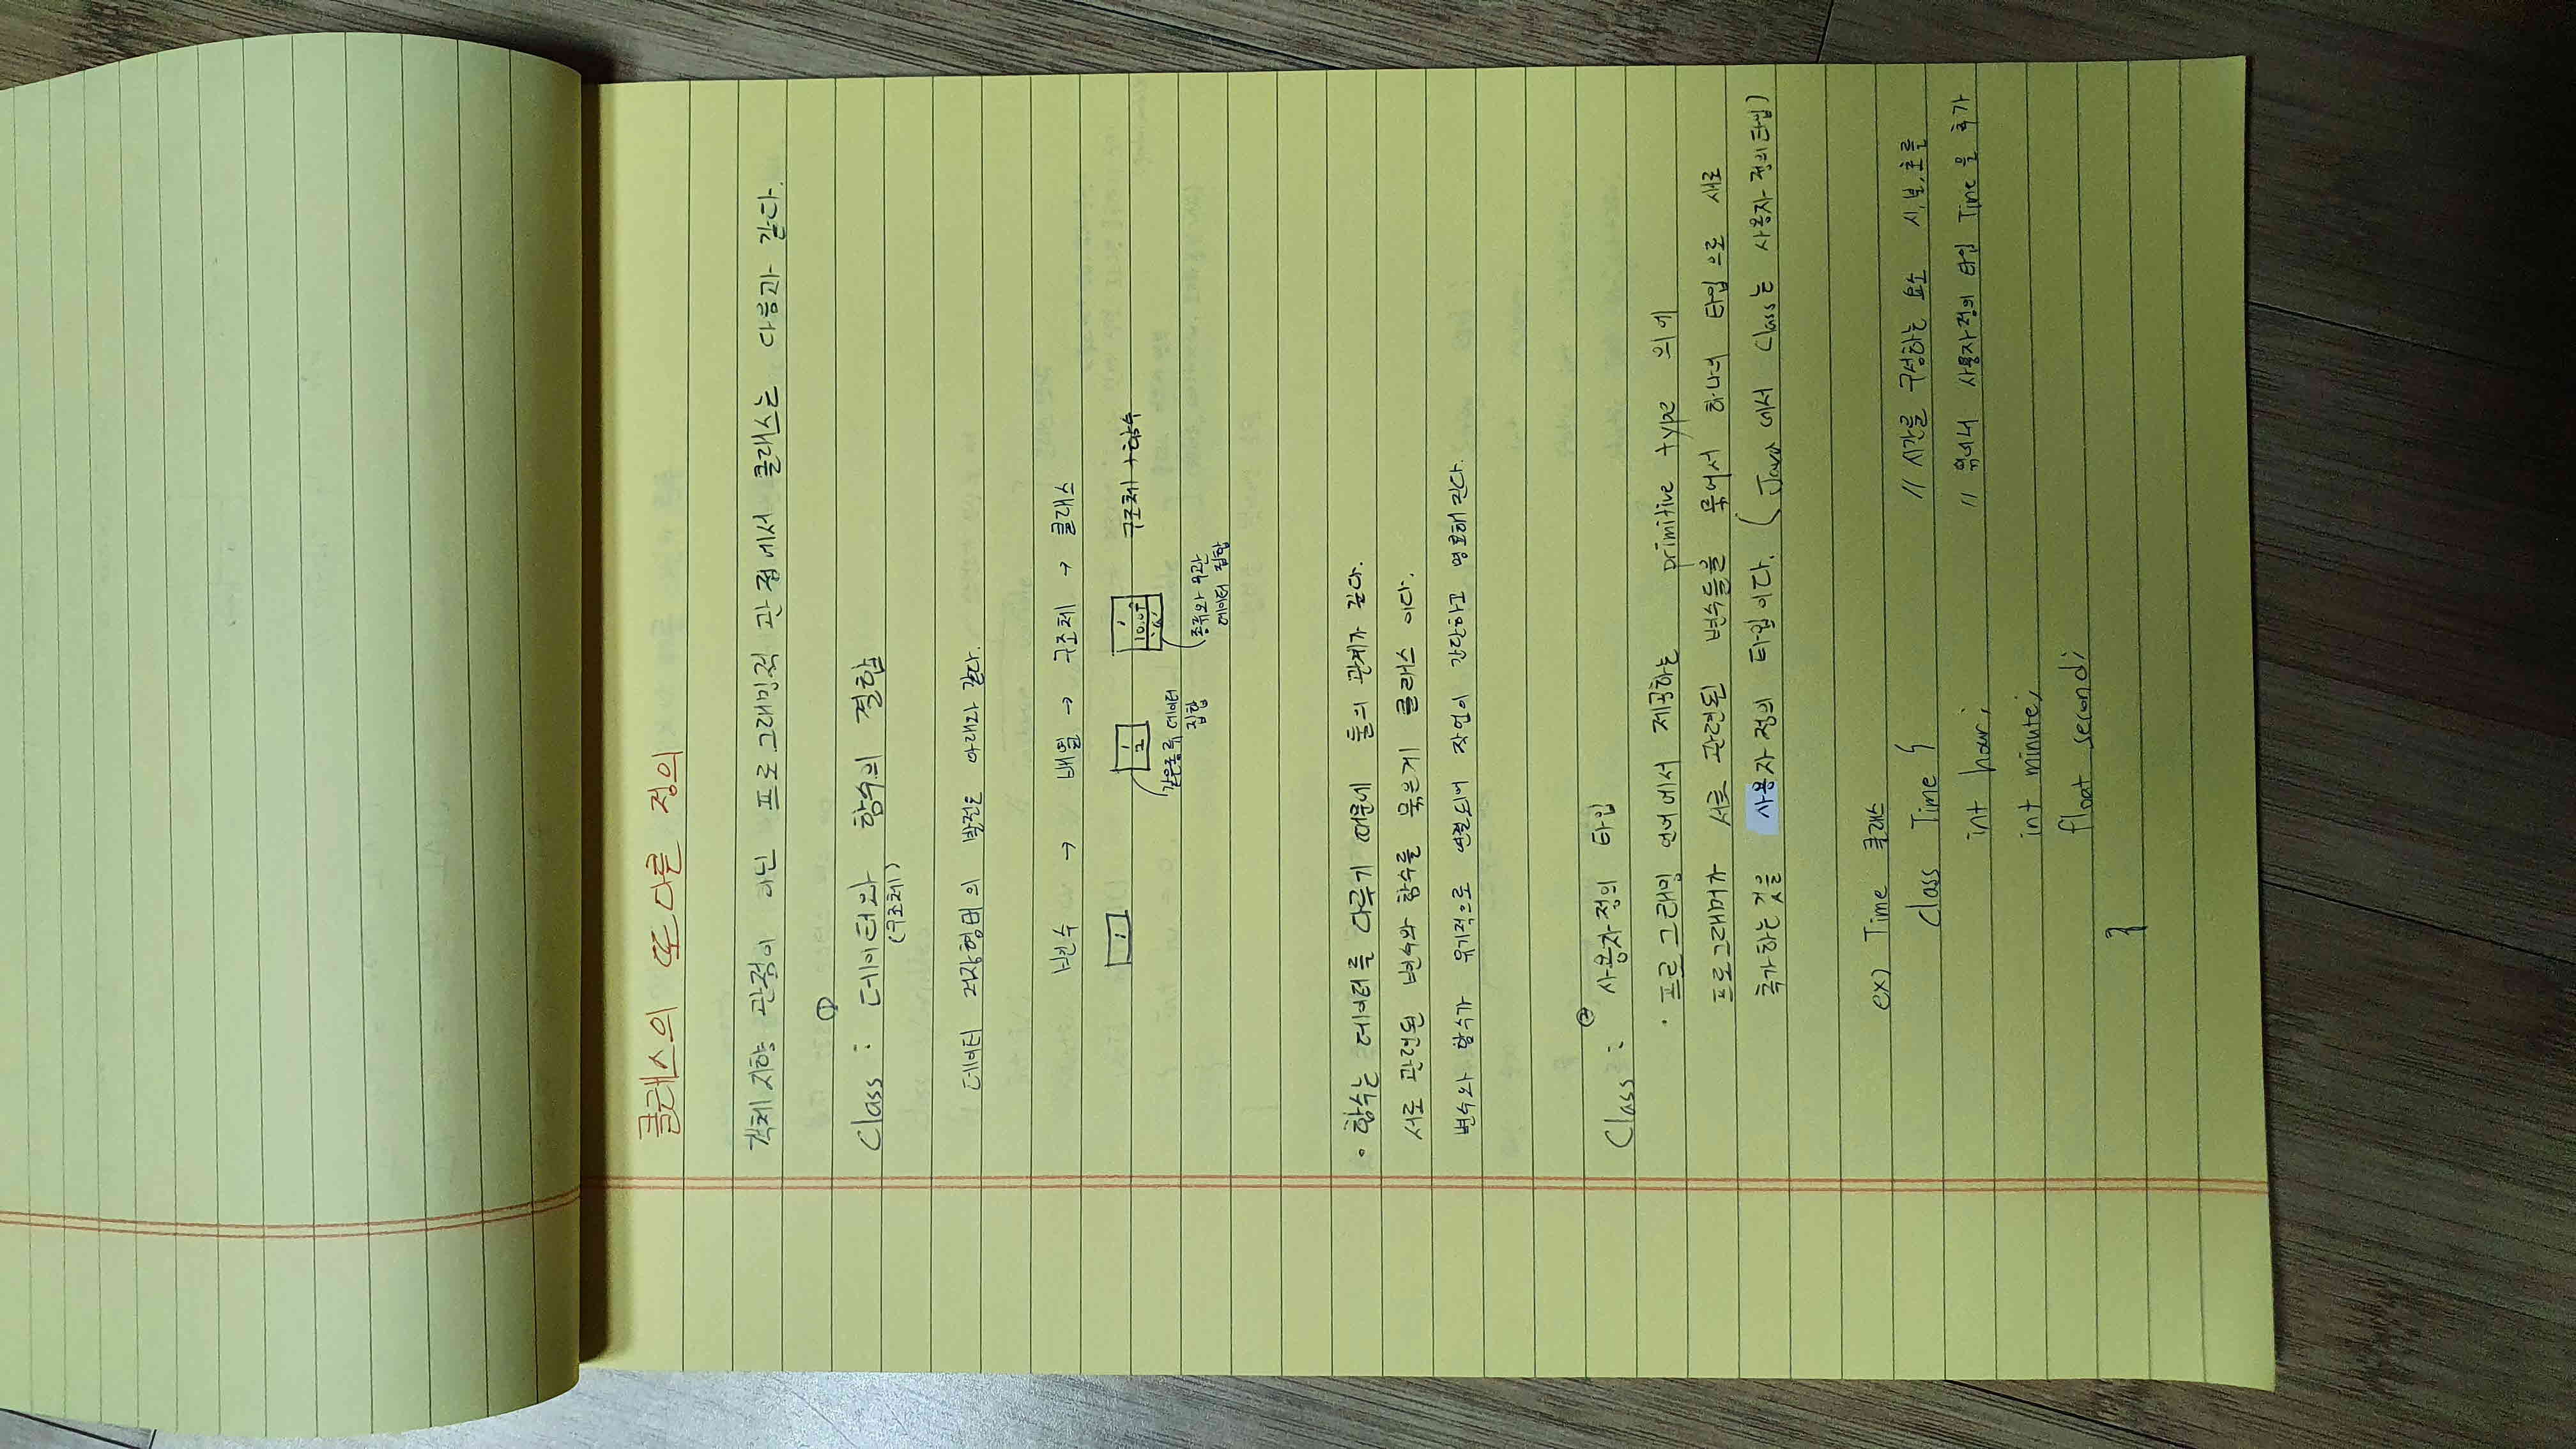 클래스의 또다른 정의
객체지향 관점이 아닌 프로그래밍적 관점에서 클래스는 다음과 같다.
①
Class : 데이터와 함수의 결합
(구조체)
데이터 저장형태의 발전은 아래와 같다.
변수 → 배열 → 구조체 → 클래스
1
1
2
1
10.0f
'a'
구조체 + 함수
같은종류 데이터
집합
종류와 무관
데이터 집합
• 함수는 데이터를 다루기 때문에 둘의 관계가 깊다.
서로 관련된 변수와 함수를 묶은게 클래스 이다.
변수와 함수가 유기적으로 연결되어 작업이 간단하고 명료해진다.
②
Class : 사용자정의 타입
· 프로그래밍 언어에서 제공하는 primitive type 외에
프로그래머가 서로 관련된 변수들을 묶어서 하나의 타입으로 새로
추가하는 것을 사용자 정의 타입이다. (Java에서 Class는 사용자 정의타입)
ex) Time 클래스
class Time { // 시간을 구성하는 요소 시,분,초를
int hour; // 묶어서 사용자정의 타입 Time을 추가
int minute;
float second;
}